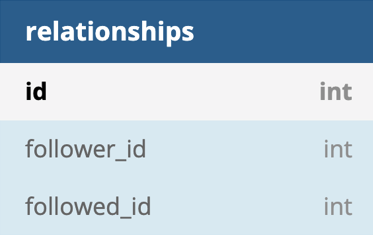 relationships
id int
follower_id int
followed_id int